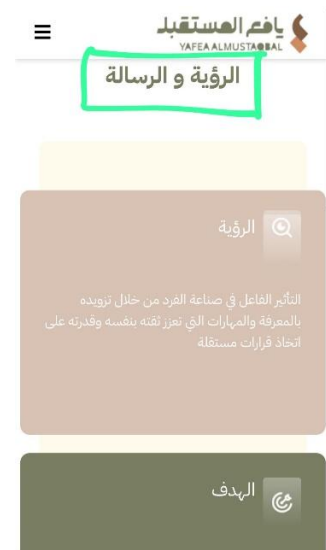 يافع المستقبل
YAFEA ALMUSTAQBAL
الرؤية و الرسالة
الرؤية
التأثير الفاعل في صناعة الفرد من خلال تزويده
بالمعرفة والمهارات التي تعزز ثقته بنفسه وقدرته على
اتخاذ قرارات مستقلة
الهدف